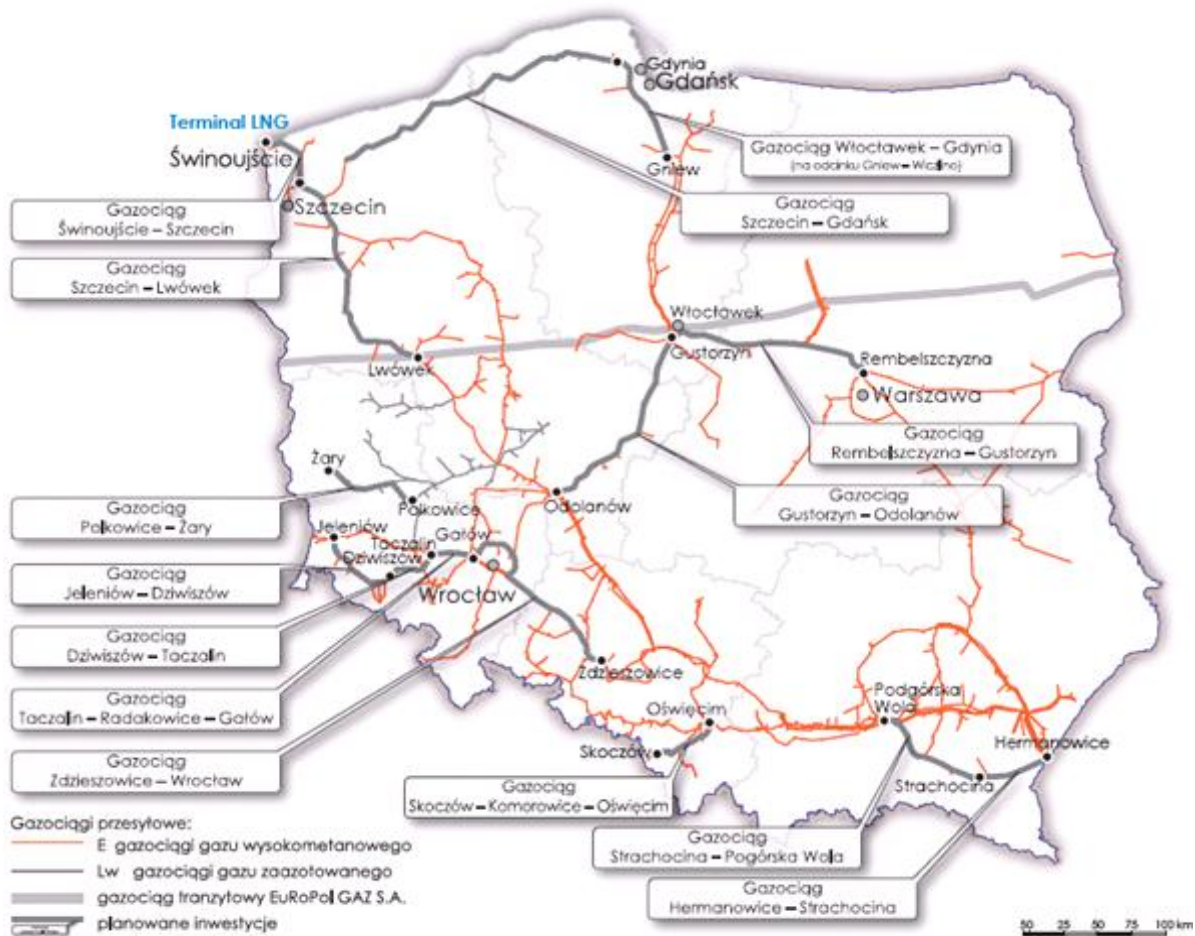 Gdynia
Gdańsk
Terminal LNG
Świnoujście
Gazociąg Włocławek – Gdynia
(na odcinku Gniew – Wiczlino)
Gniew
Szczecin
Gazociąg
Świnoujście – Szczecin
Gazociąg
Szczecin – Gdańsk
Gazociąg
Szczecin – Lwówek
Włocławek
Gustorzyn
Lwówek
Rembelszczyzna
Warszawa
Gazociąg
Rembelszczyzna – Gustorzyn
Żary
Polkowice
Odolanów
Gazociąg
Polkowice – Żary
Gazociąg
Gustorzyn – Odolanów
Jeleniów
Taczalin
Gałów
Dziwiszów
Wrocław
Gazociąg
Jeleniów – Dziwiszów
Gazociąg
Dziwiszów – Taczalin
Zdzieszowice
Gazociąg
Taczalin – Radakowice – Gałów
Podgórska
Wola
Oświęcim
Skoczów
Hermanowice
Strachocina
Gazociąg
Zdzieszowice – Wrocław
Gazociąg
Skoczów – Komorowice – Oświęcim
Gazociąg
Strachocina – Pogórska Wola
Gazociąg
Hermanowice – Strachocina
Gazociągi przesyłowe:
E gazociągi gazu wysokometanowego
Lw gazociągi gazu zaazotowanego
gazociąg tranzytowy EuRoPol GAZ S.A.
planowane inwestycje
50 25 50 75 100 km